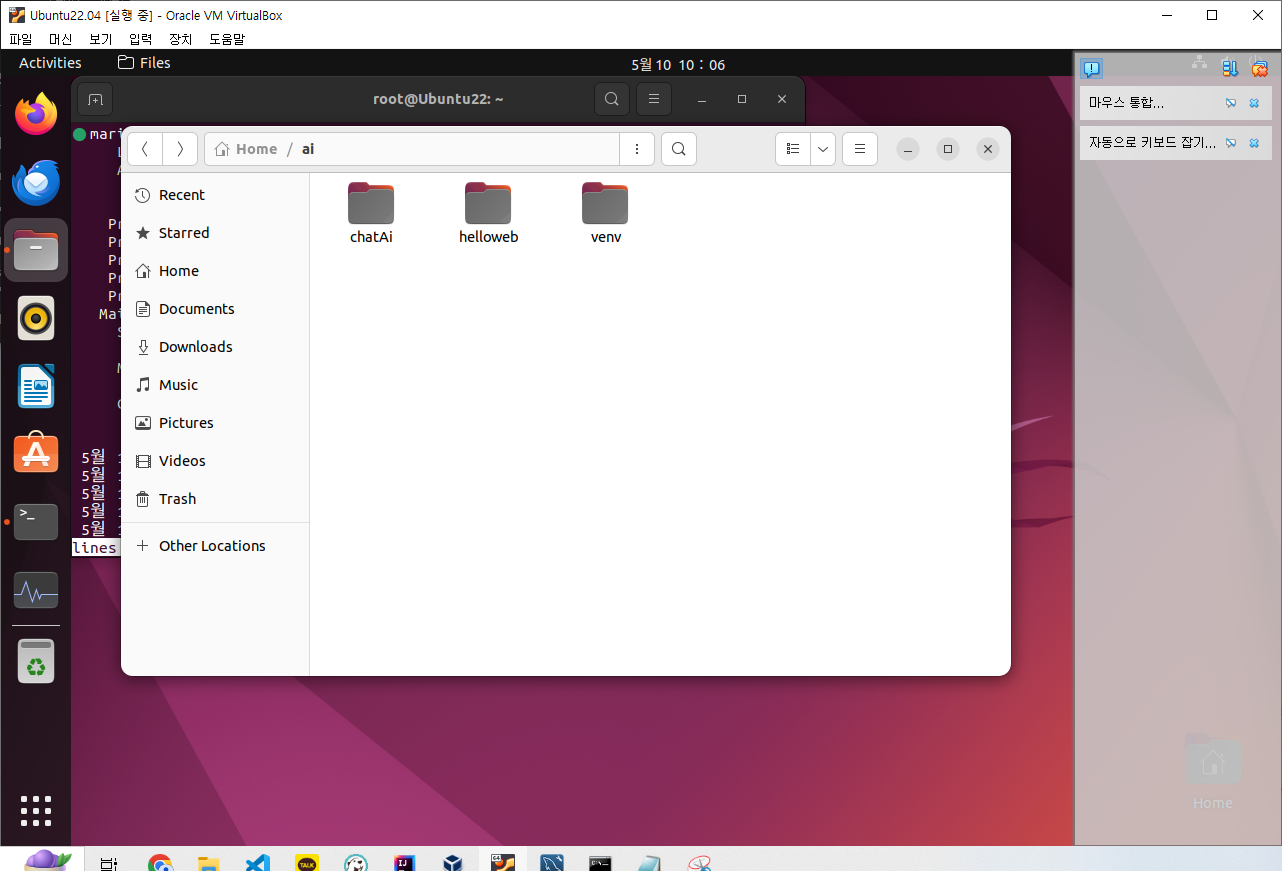 Ubuntu22.04 [실행 중] - Oracle VM VirtualBox
파일 머신 보기 입력 장치 도움말
Activities Files 5월 10 10 : 06
root@Ubuntu22: ~
마우스 통합...
자동으로 키보드 잡기...
mari
Home / ai
Recent
Starred
Home
Documents
Downloads
Music
Pictures
Videos
Trash
Other Locations
chatAi helloweb venv
Pr
Pr
Pr
Pr
Pr
Mai
5월
5월
5월
5월
5월
lines
Home
TALK
IJ